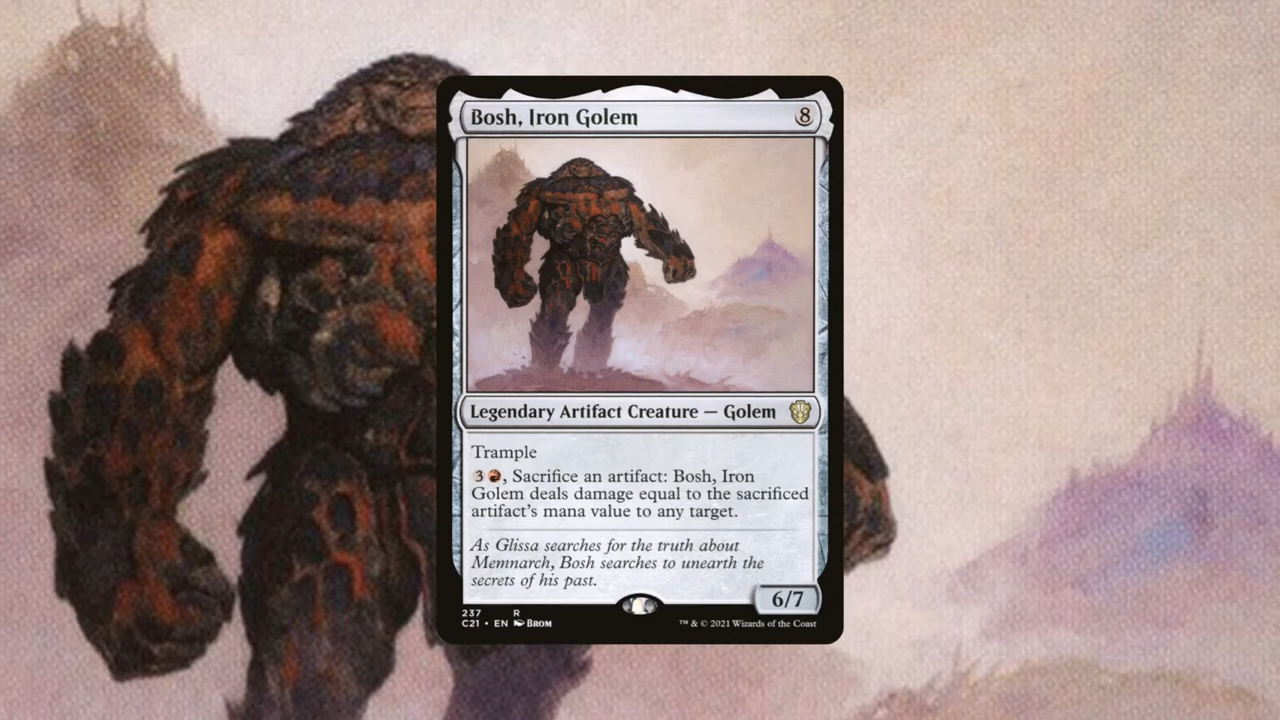 Bosh, Iron Golem 8
Legendary Artifact Creature — Golem
Trample
3, Sacrifice an artifact: Bosh, Iron
Golem deals damage equal to the sacrificed
artifact's mana value to any target.
As Glissa searches for the truth about
Memnarch, Bosh searches to unearth the
secrets of his past.
6/7
237 R
C21 • EN Brom ™ & © 2021 Wizards of the Coast